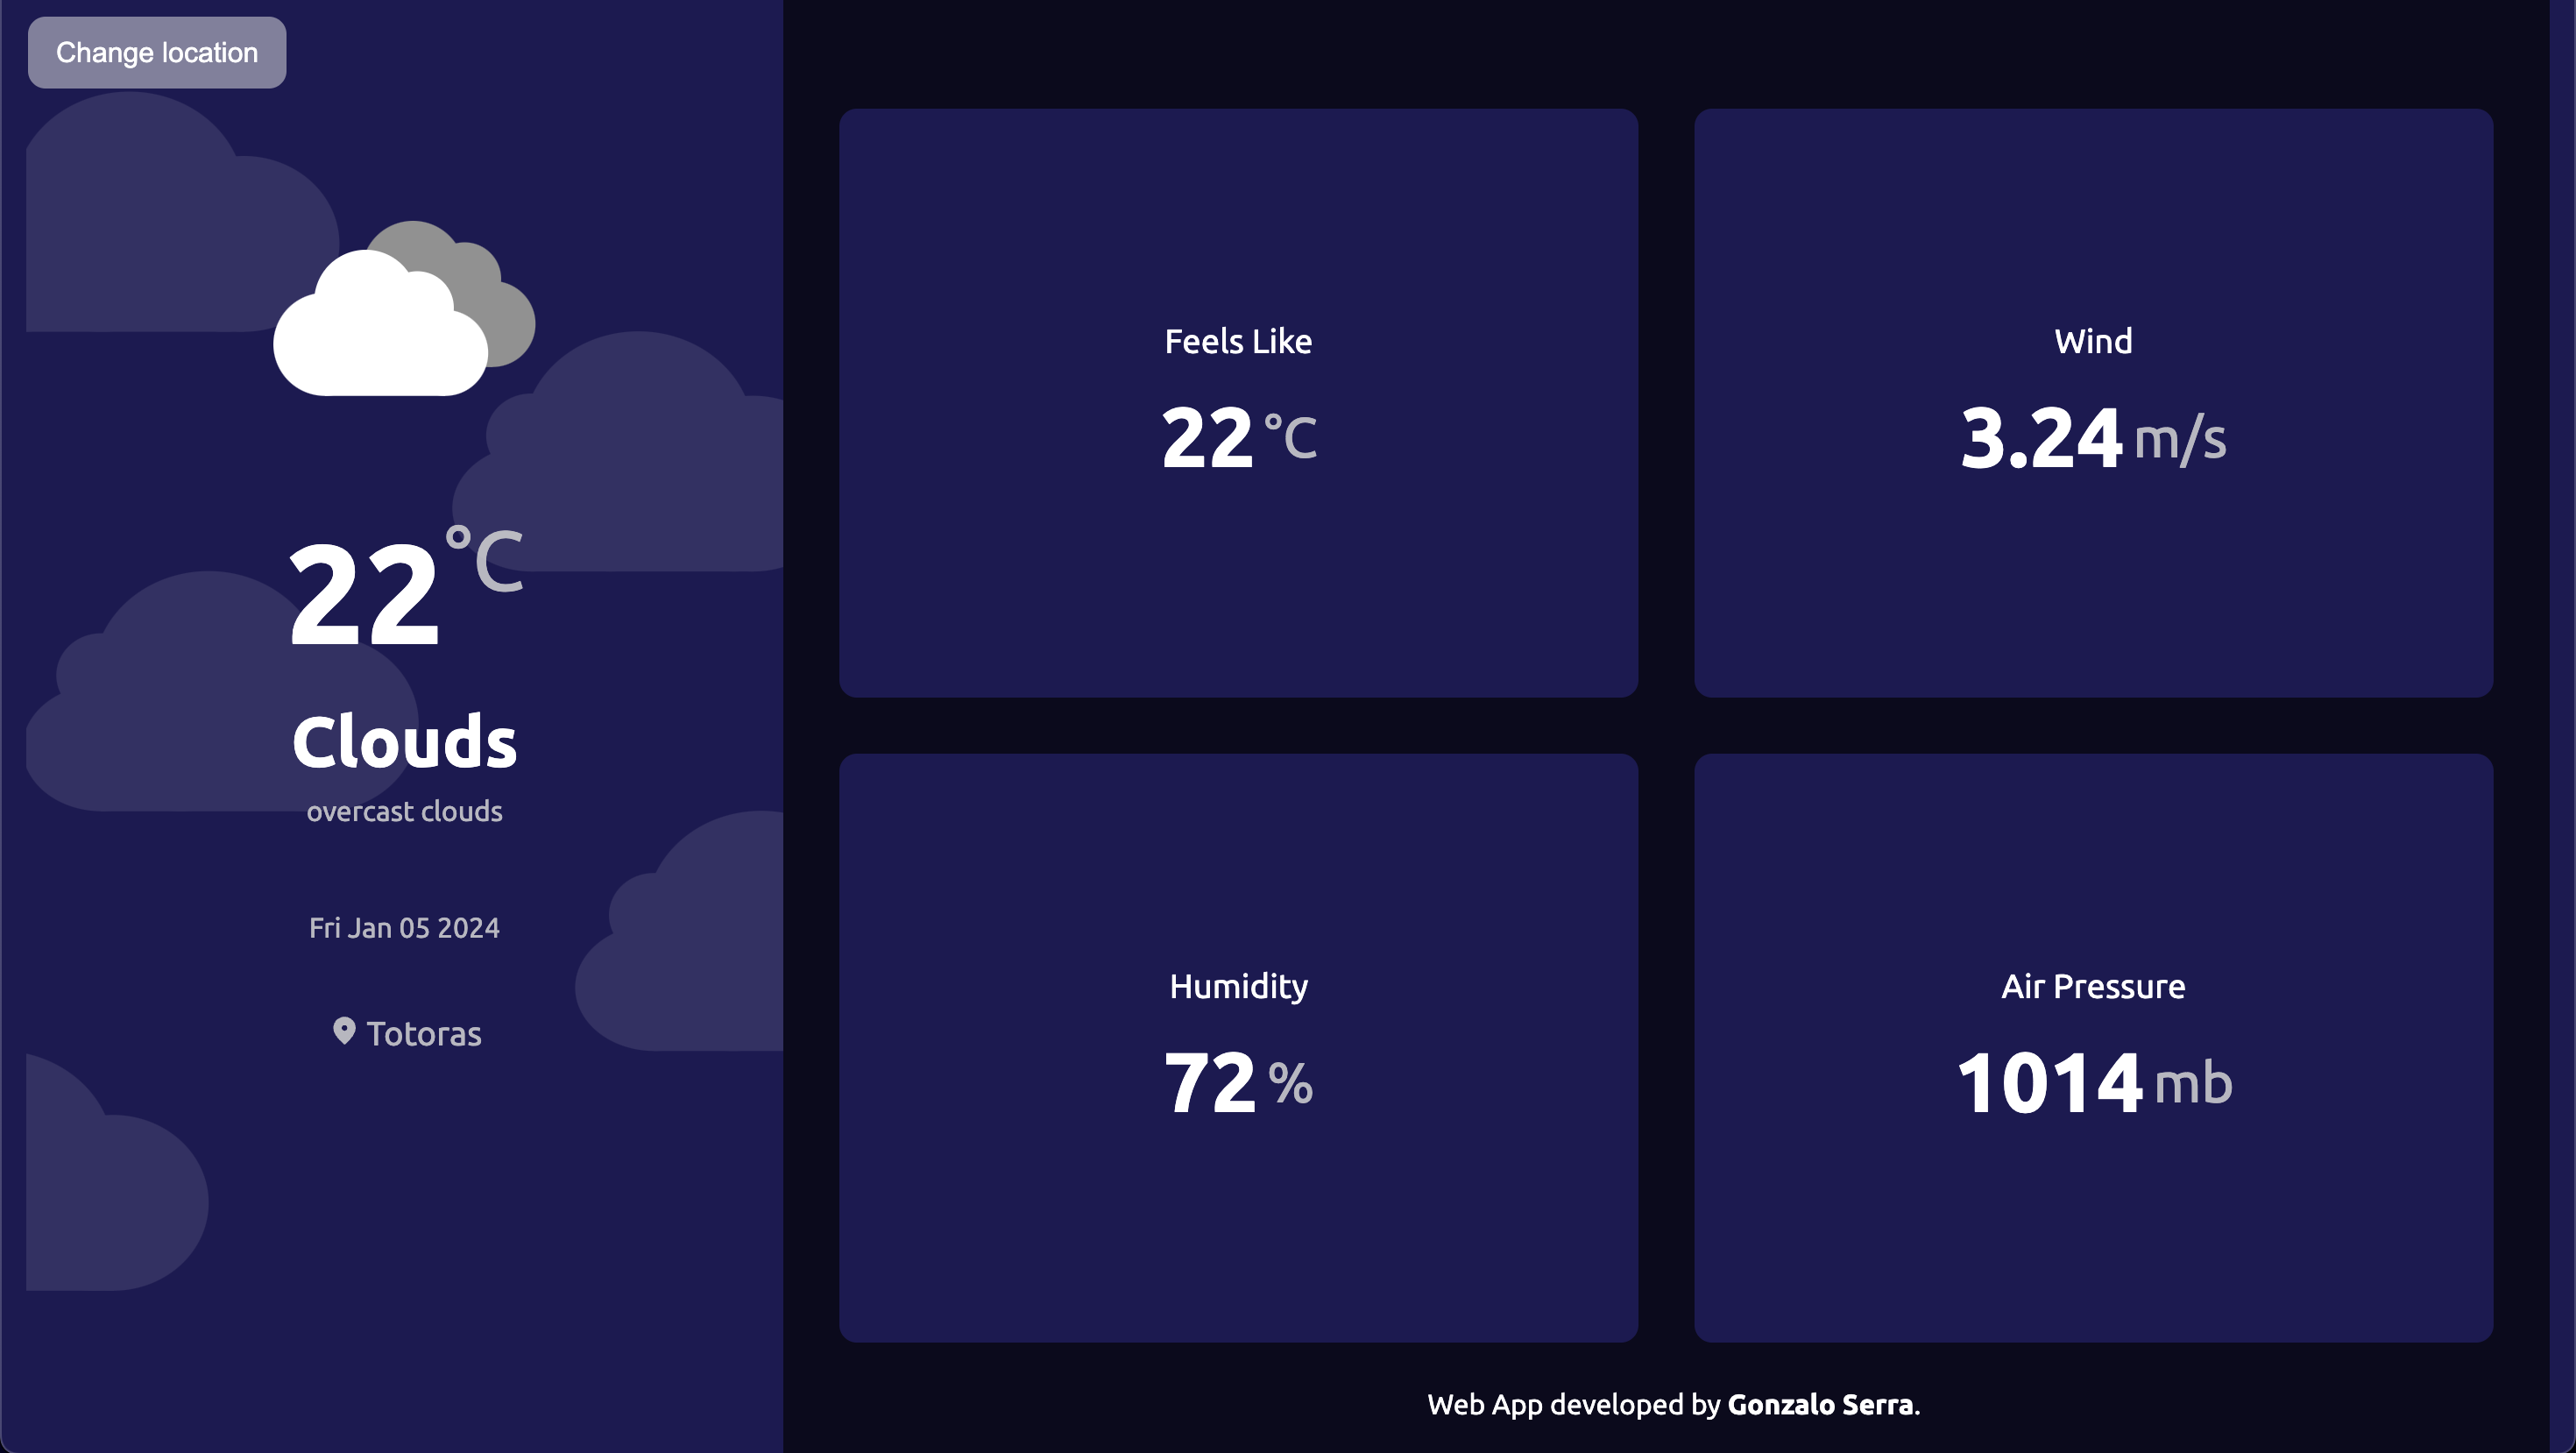 Change location
22 °C
Clouds
overcast clouds
Fri Jan 05 2024
Totoras
Feels Like
22 °C
Wind
3.24 m/s
Humidity
72 %
Air Pressure
1014 mb
Web App developed by Gonzalo Serra.